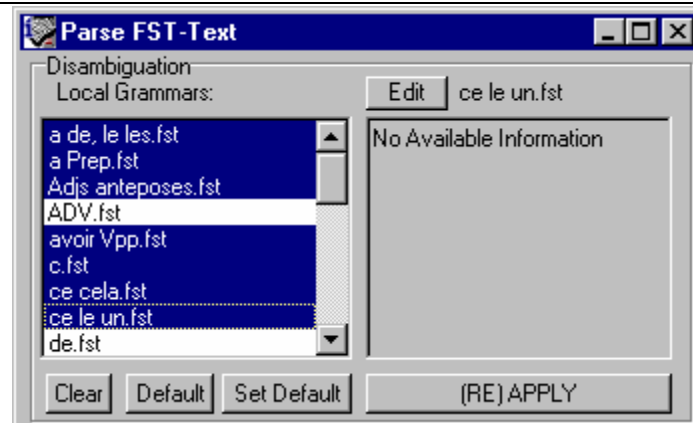 Parse FST-Text
Disambiguation
Local Grammars:
Edit ce le un.fst
a de, le les.fst
a Prep.fst
Adjs anteposes.fst
ADV.fst
avoir Vpp.fst
c.fst
ce cela.fst
ce le un.fst
de.fst
No Available Information
Clear Default Set Default (RE) APPLY